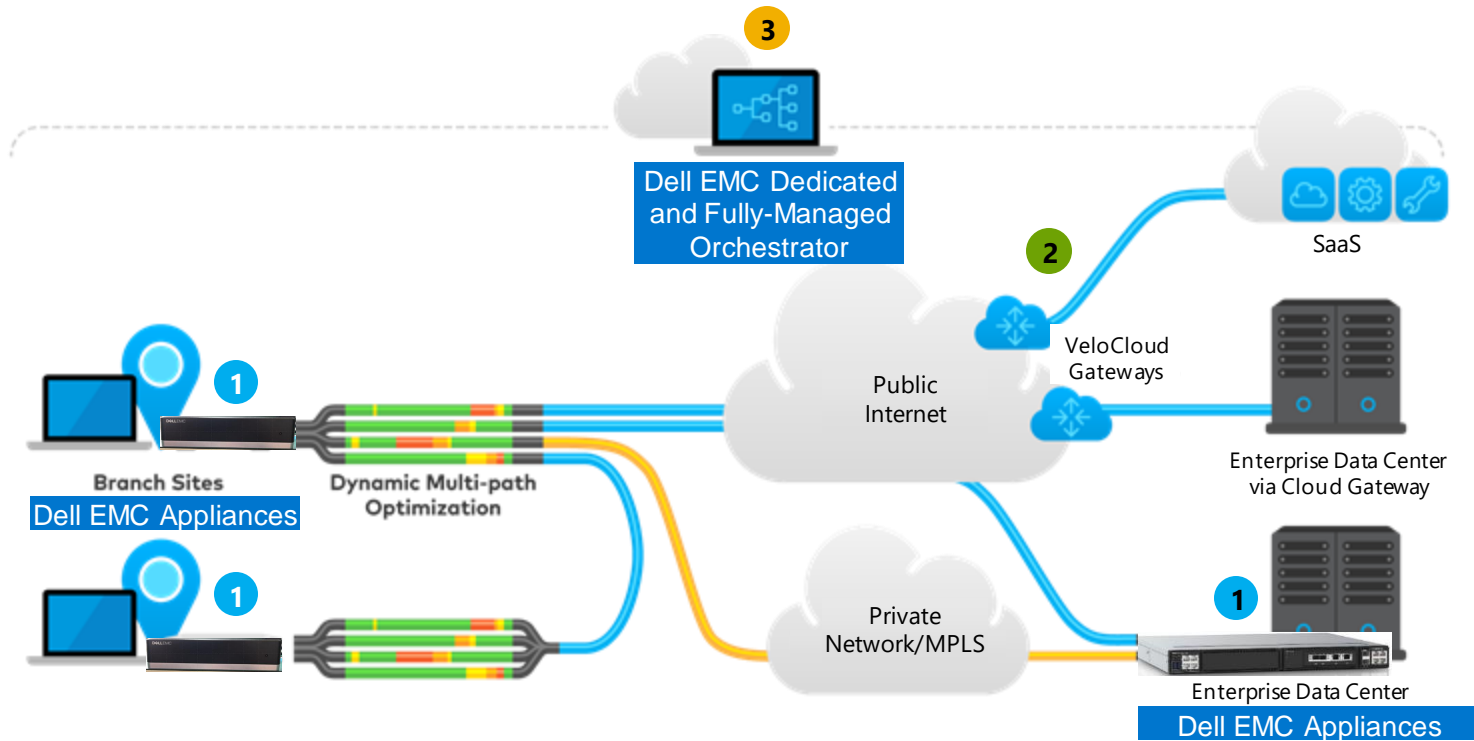 3
Dell EMC Dedicated
and Fully-Managed
Orchestrator
2
SaaS
VeloCloud
Gateways
Public
Internet
1
Branch Sites
Dell EMC Appliances
Dynamic Multi-path
Optimization
Enterprise Data Center
via Cloud Gateway
1
Private
Network/MPLS
1
Enterprise Data Center
Dell EMC Appliances